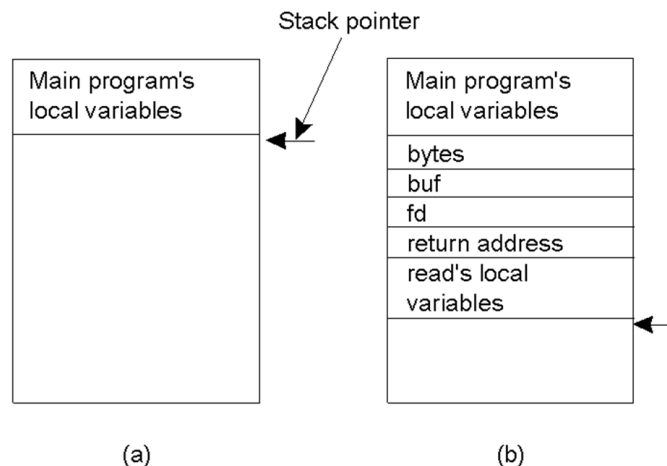 Stack pointer
Main program's
local variables
Main program's
local variables
bytes
buf
fd
return address
read's local
variables
(a)
(b)